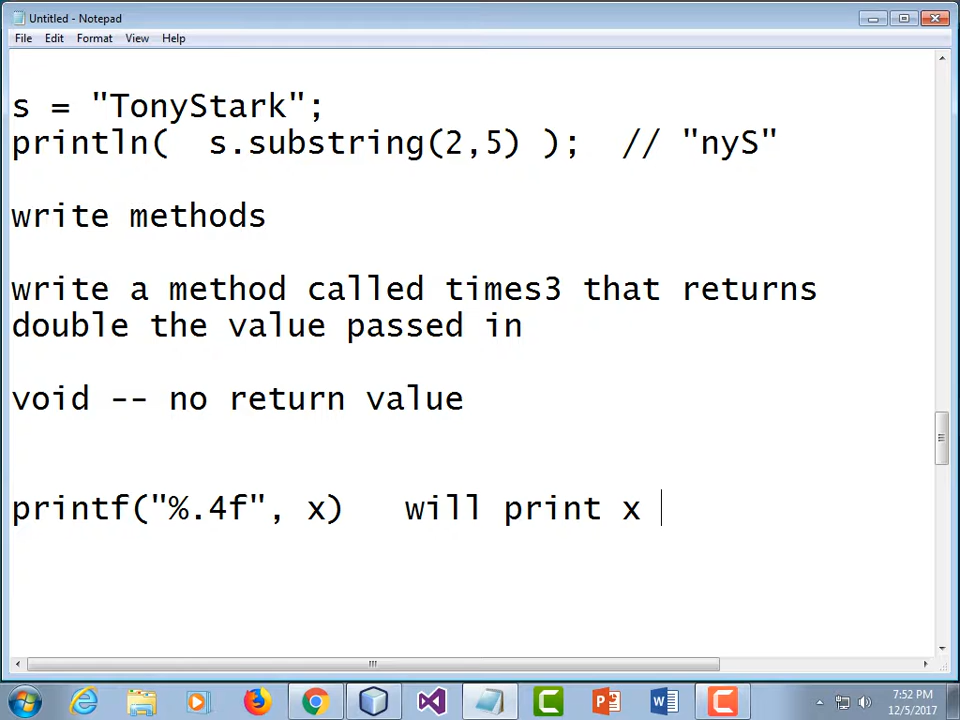 Untitled - Notepad
File Edit Format View Help
s = "TonyStark";
println(  s.substring(2,5) );  // "nyS"
write methods
write a method called times3 that returns
double the value passed in
void -- no return value
printf("%.4f", x)   will print x
7:52 PM
12/5/2017